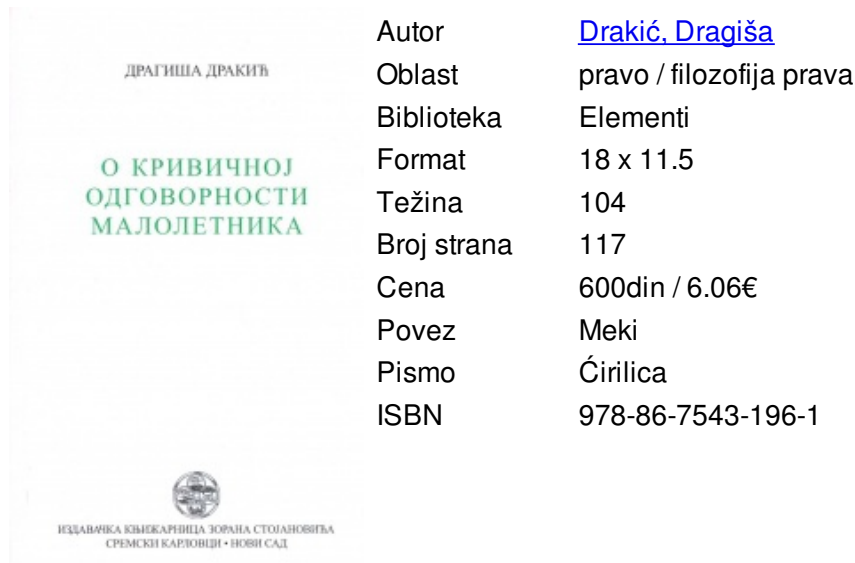 ДРАГИША ДРАКИЋ
О КРИВИЧНОЈ
ОДГОВОРНОСТИ
МАЛОЛЕТНИКА
ИЗДАВАЧКА КЊИЖАРНИЦА ЗОРАНА СТОЈАНОВИЋА
СРЕМСКИ КАРЛОВЦИ • НОВИ САД
Autor Drakić, Dragiša
Oblast pravo / filozofija prava
Biblioteka Elementi
Format 18 x 11.5
Težina 104
Broj strana 117
Cena 600din / 6.06€
Povez Meki
Pismo Ćirilica
ISBN 978-86-7543-196-1